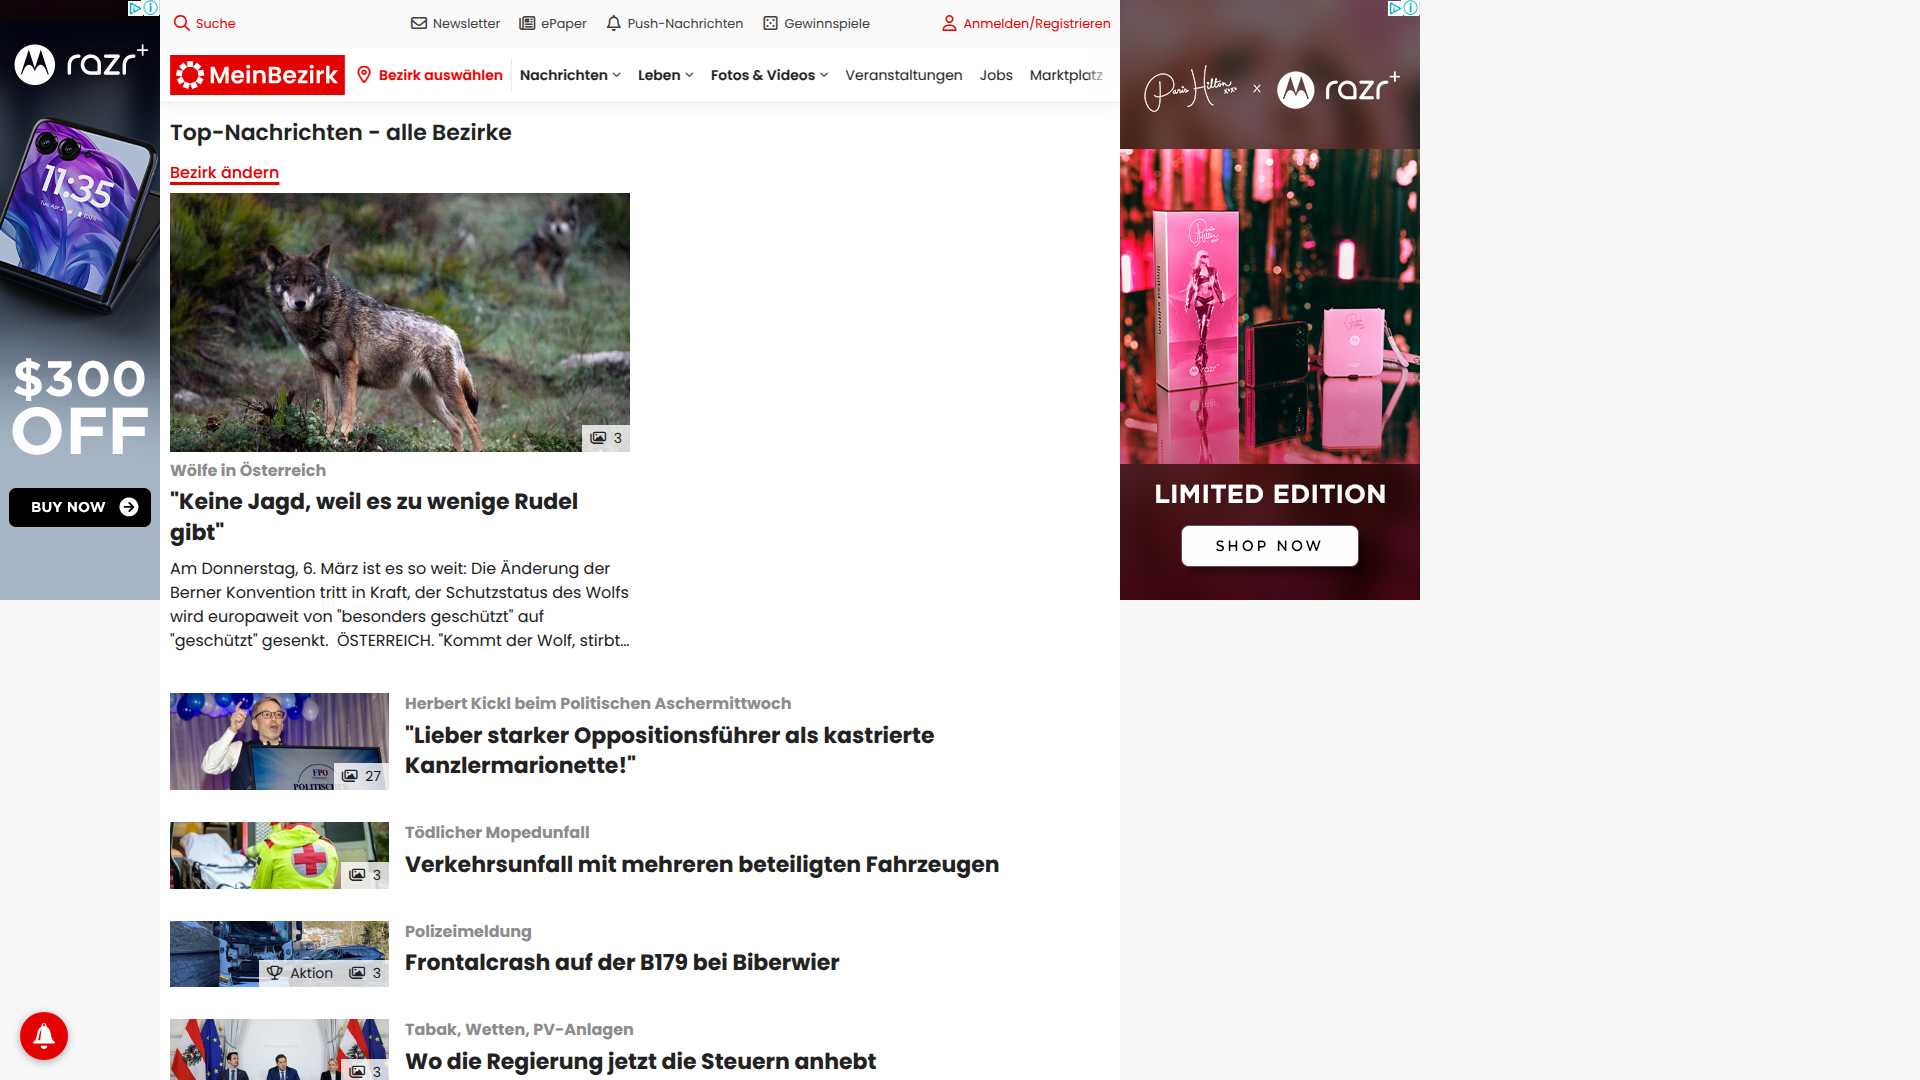 Suche
Newsletter
ePaper
Push-Nachrichten
Gewinnspiele
Anmelden/Registrieren
MeinBezirk
Bezirk auswählen
Nachrichten
Leben
Fotos & Videos
Veranstaltungen
Jobs
Marktplatz
Top-Nachrichten - alle Bezirke
Bezirk ändern
3
Wölfe in Österreich
"Keine Jagd, weil es zu wenige Rudel
gibt"
Am Donnerstag, 6. März ist es so weit: Die Änderung der
Berner Konvention tritt in Kraft, der Schutzstatus des Wolfs
wird europaweit von "besonders geschützt" auf
"geschützt" gesenkt. ÖSTERREICH. "Kommt der Wolf, stirbt...
FPÖ
27
Herbert Kickl beim Politischen Aschermittwoch
"Lieber starker Oppositionsführer als kastrierte
Kanzlermarionette!"
3
Tödlicher Mopedunfall
Verkehrsunfall mit mehreren beteiligten Fahrzeugen
Aktion
3
Polizeimeldung
Frontalcrash auf der B179 bei Biberwier
3
Tabak, Wetten, PV-Anlagen
Wo die Regierung jetzt die Steuern anhebt
razr+
11:35
$300
OFF
BUY NOW
Paris Hilton
x
razr+
razr
LIMITED EDITION
SHOP NOW